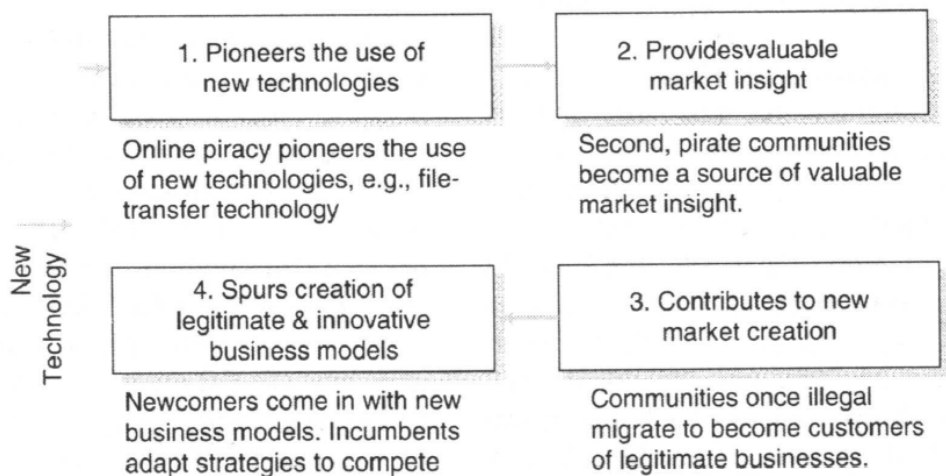 1. Pioneers the use of
new technologies
Online piracy pioneers the use
of new technologies, e.g., file-
transfer technology
2. Providesvaluable
market insight
Second, pirate communities
become a source of valuable
market insight.
New
Technology
4. Spurs creation of
legitimate & innovative
business models
Newcomers come in with new
business models. Incumbents
adapt strategies to compete
3. Contributes to new
market creation
Communities once illegal
migrate to become customers
of legitimate businesses.